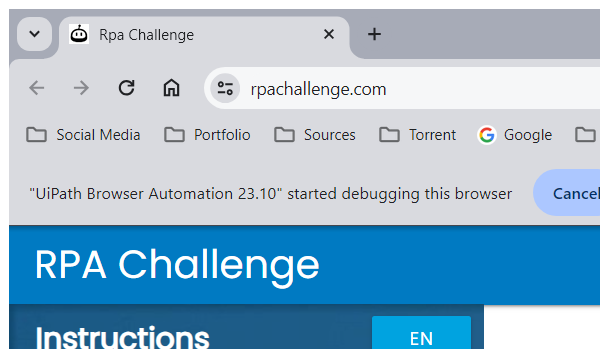 Rpa Challenge
rpachallenge.com
Social Media Portfolio Sources Torrent Google
"UiPath Browser Automation 23.10" started debugging this browser Cancel
RPA Challenge
Instructions EN